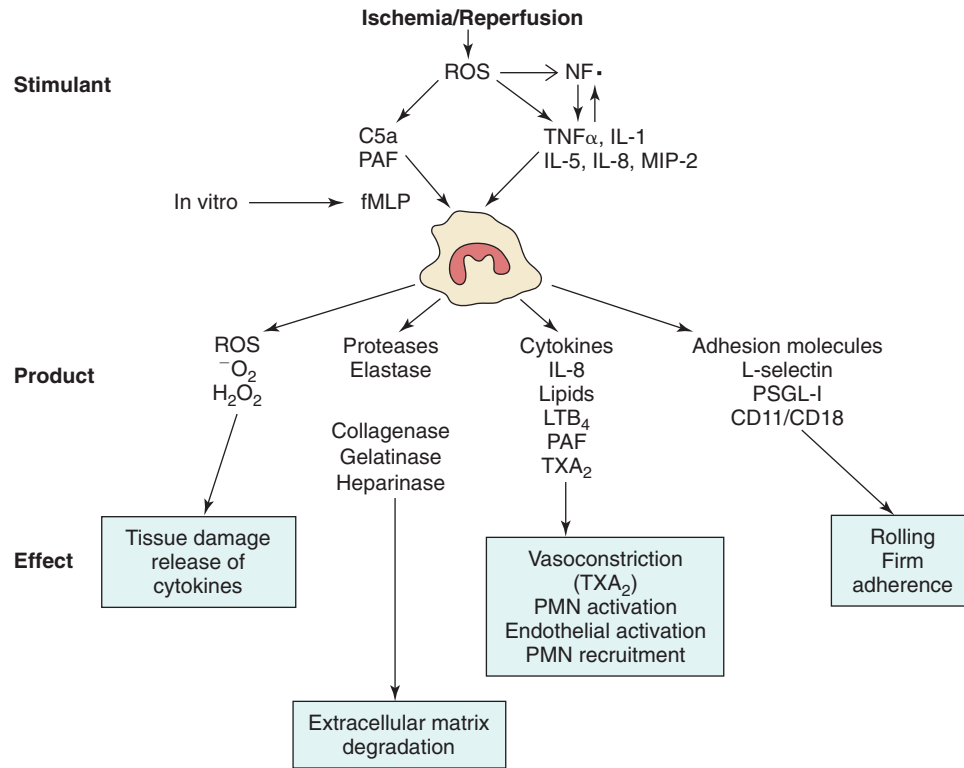 Ischemia/Reperfusion
Stimulant
ROS
NF·
C5a
PAF
TNFα, IL-1
IL-5, IL-8, MIP-2
In vitro
fMLP
Product
ROS
⁻O₂
H₂O₂
Proteases
Elastase
Collagenase
Gelatinase
Heparinase
Cytokines
IL-8
Lipids
LTB₄
PAF
TXA₂
Adhesion molecules
L-selectin
PSGL-I
CD11/CD18
Effect
Tissue damage
release of
cytokines
Extracellular matrix
degradation
Vasoconstriction
(TXA₂)
PMN activation
Endothelial activation
PMN recruitment
Rolling
Firm
adherence